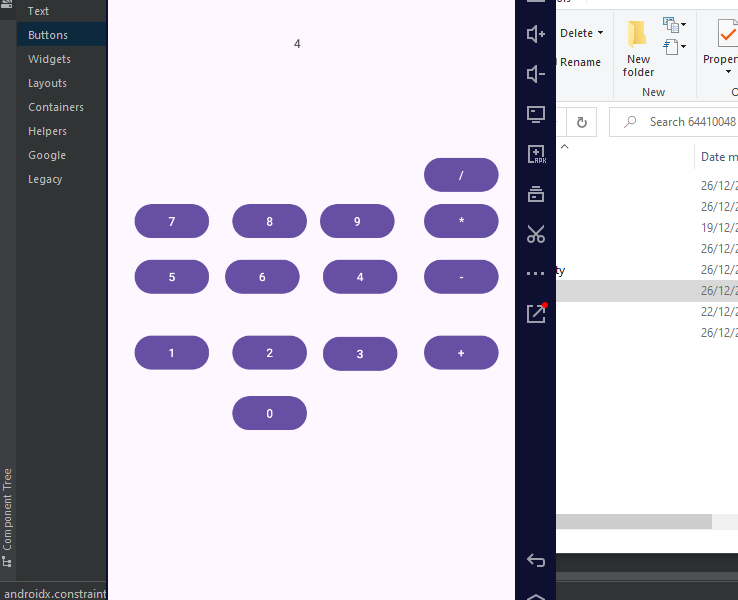 Text
Buttons
Widgets
Layouts
Containers
Helpers
Google
Legacy
Component Tree
androidx.constraint
4
/
7 8 9 *
5 6 4 -
1 2 3 +
0
APK
Delete
Rename
New
folder
New
Proper
Search 64410048
Date m
26/12/2
26/12/2
19/12/2
26/12/2
ty 26/12/2
26/12/2
22/12/2
26/12/2